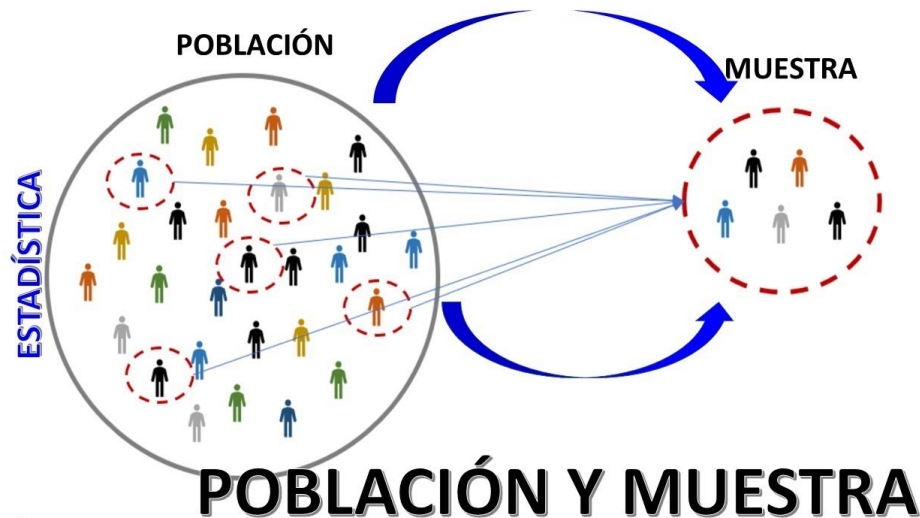 POBLACIÓN
MUESTRA
ESTADÍSTICA
POBLACIÓN Y MUESTRA